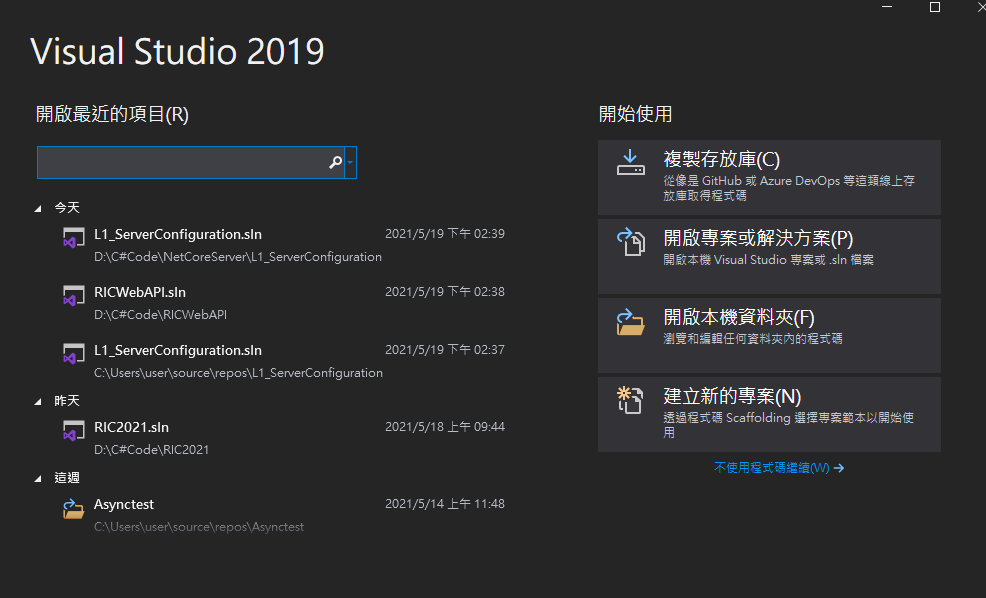 Visual Studio 2019
開啟最近的項目(R)
今天
L1_ServerConfiguration.sln 2021/5/19 下午 02:39
D:\C#Code\NetCoreServer\L1_ServerConfiguration
RICWebAPI.sln 2021/5/19 下午 02:38
D:\C#Code\RICWebAPI
L1_ServerConfiguration.sln 2021/5/19 下午 02:37
C:\Users\user\source\repos\L1_ServerConfiguration
昨天
RIC2021.sln 2021/5/18 上午 09:44
D:\C#Code\RIC2021
這週
Asynctest 2021/5/14 上午 11:48
C:\Users\user\source\repos\Asynctest
開始使用
複製存放庫(C)
從像是 GitHub 或 Azure DevOps 等這類線上存
放庫取得程式碼
開啟專案或解決方案(P)
開啟本機 Visual Studio 專案或 .sln 檔案
開啟本機資料夾(F)
瀏覽和編輯任何資料夾內的程式碼
建立新的專案(N)
透過程式碼 Scaffolding 選擇專案範本以開始使
用
不使用程式碼繼續(W) →